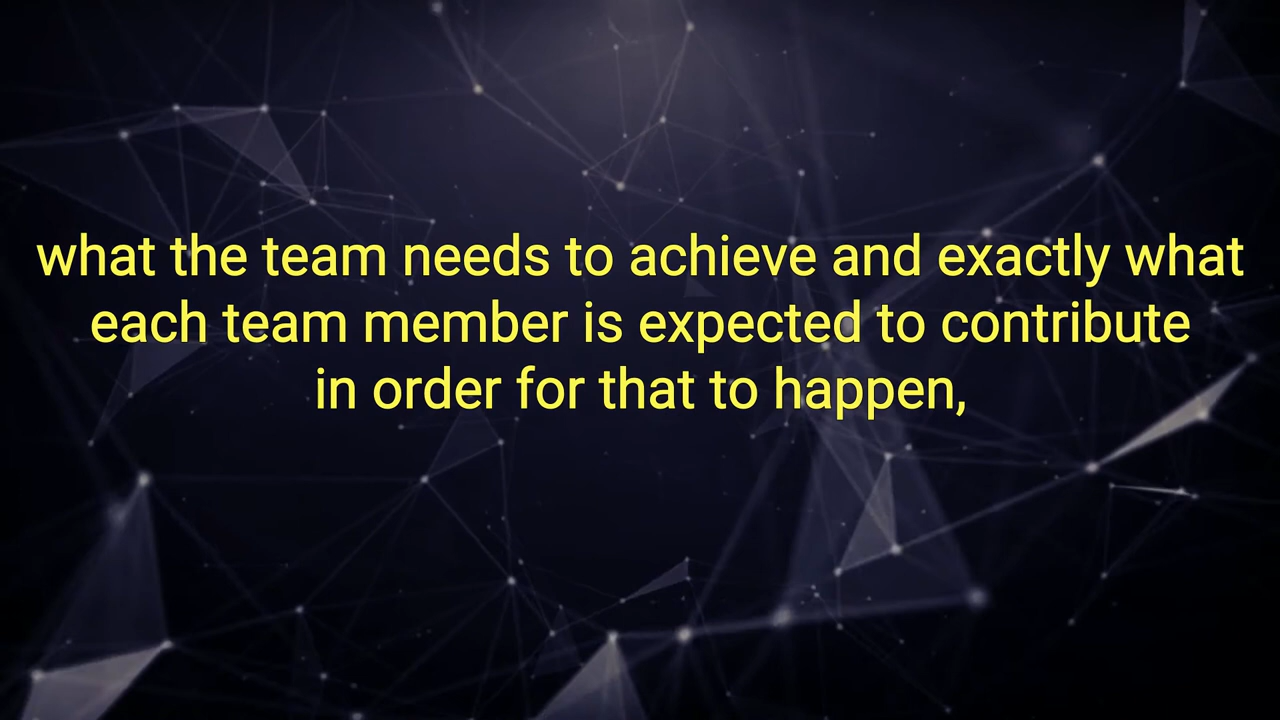 what the team needs to achieve and exactly what
each team member is expected to contribute
in order for that to happen,